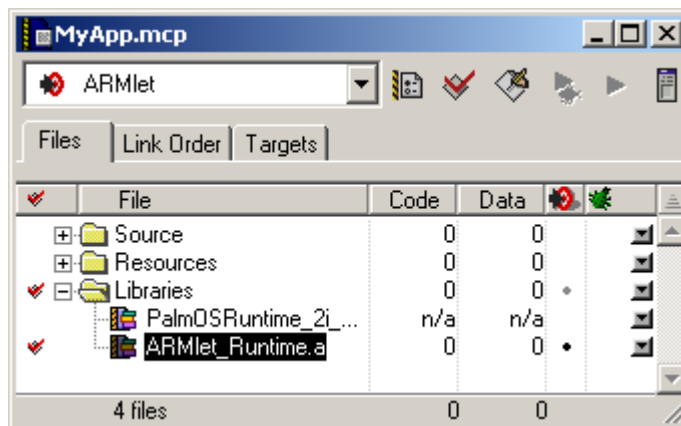 MyApp.mcp
ARMlet
Files Link Order Targets
File Code Data
Source 0 0
Resources 0 0
Libraries 0 0
PalmOSRuntime_2i_... n/a n/a
ARMlet_Runtime.a 0 0
4 files 0 0